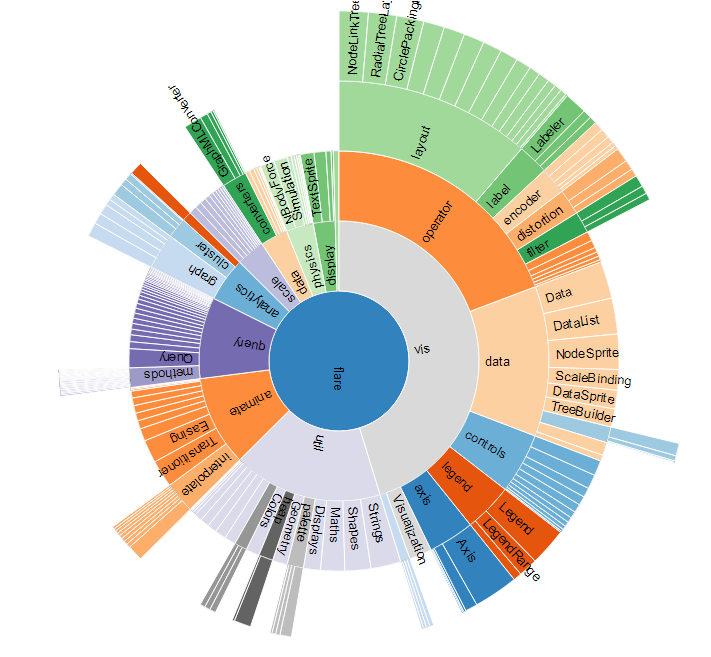 flare
vis
operator
layout
NodeLinkTree
RadialTreeLa
CirclePacking
label
Labeler
encoder
distortion
filter
data
Data
DataList
NodeSprite
ScaleBinding
DataSprite
TreeBuilder
controls
legend
Legend
LegendRange
axis
Axis
Visualization
util
Strings
Shapes
Maths
Displays
Geometry
palette
heap
Colors
animate
interpolate
Transitioner
Easing
query
methods
Query
analytics
graph
cluster
scale
data
converters
GraphMLConverter
physics
NBodyForce
Simulation
display
TextSprite